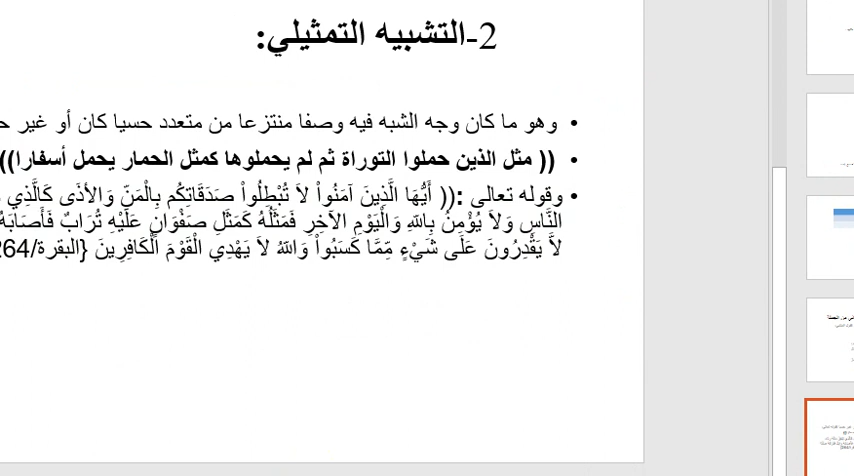 2-التشبيه التمثيلي:
• وهو ما كان وجه الشبه فيه وصفا منتزعا من متعدد حسيا كان أو غير
• (( مثل الذين حملوا التوراة ثم لم يحملوها كمثل الحمار يحمل أسفارا))
• وقوله تعالى :(( أَيُّهَا الَّذِينَ آمَنُواْ لاَ تُبْطِلُواْ صَدَقَاتِكُم بِالْمَنِّ وَالأذَى كَالَّذِي
النَّاسِ وَلاَ يُؤْمِنُ بِاللّهِ وَالْيَوْمِ الآخِرِ فَمَثَلُهُ كَمَثَلِ صَفْوَانٍ عَلَيْهِ تُرَابٌ فَأَصَابَهُ
لاَّ يَقْدِرُونَ عَلَى شَيْءٍ مِّمَّا كَسَبُواْ وَاللّهُ لاَ يَهْدِي الْقَوْمَ الْكَافِرِينَ {البقرة/264